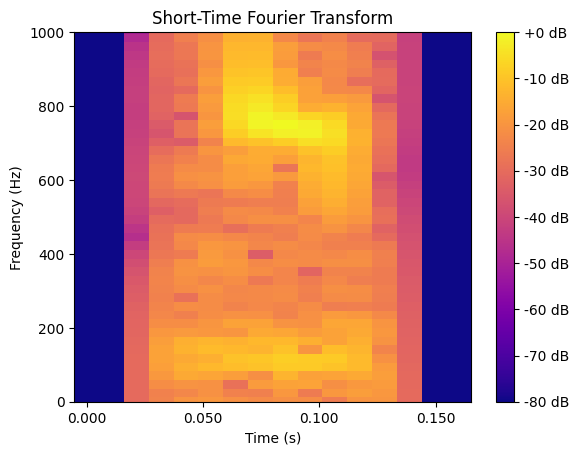 Short-Time Fourier Transform
1000
800
600
400
200
0
Frequency (Hz)
0.000
0.050
0.100
0.150
Time (s)
+0 dB
-10 dB
-20 dB
-30 dB
-40 dB
-50 dB
-60 dB
-70 dB
-80 dB